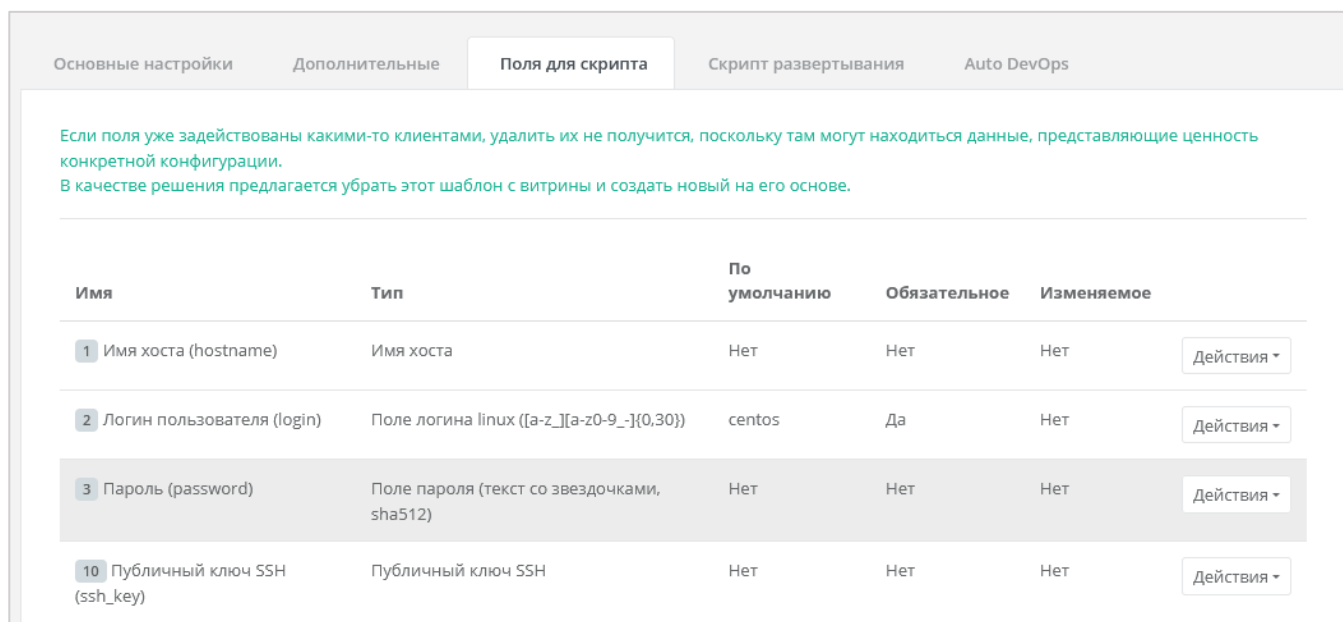 Основные настройки Дополнительные Поля для скрипта Скрипт развертывания Auto DevOps
Если поля уже задействованы какими-то клиентами, удалить их не получится, поскольку там могут находиться данные, представляющие ценность
конкретной конфигурации.
В качестве решения предлагается убрать этот шаблон с витрины и создать новый на его основе.
По
Имя Тип умолчанию Обязательное Изменяемое
1 Имя хоста (hostname) Имя хоста Нет Нет Нет Действия
2 Логин пользователя (login) Поле логина linux ([a-z_][a-z0-9_-]{0,30}) centos Да Нет Действия
3 Пароль (password) Поле пароля (текст со звездочками, Нет Нет Нет Действия
sha512)
10 Публичный ключ SSH Публичный ключ SSH Нет Нет Нет Действия
(ssh_key)